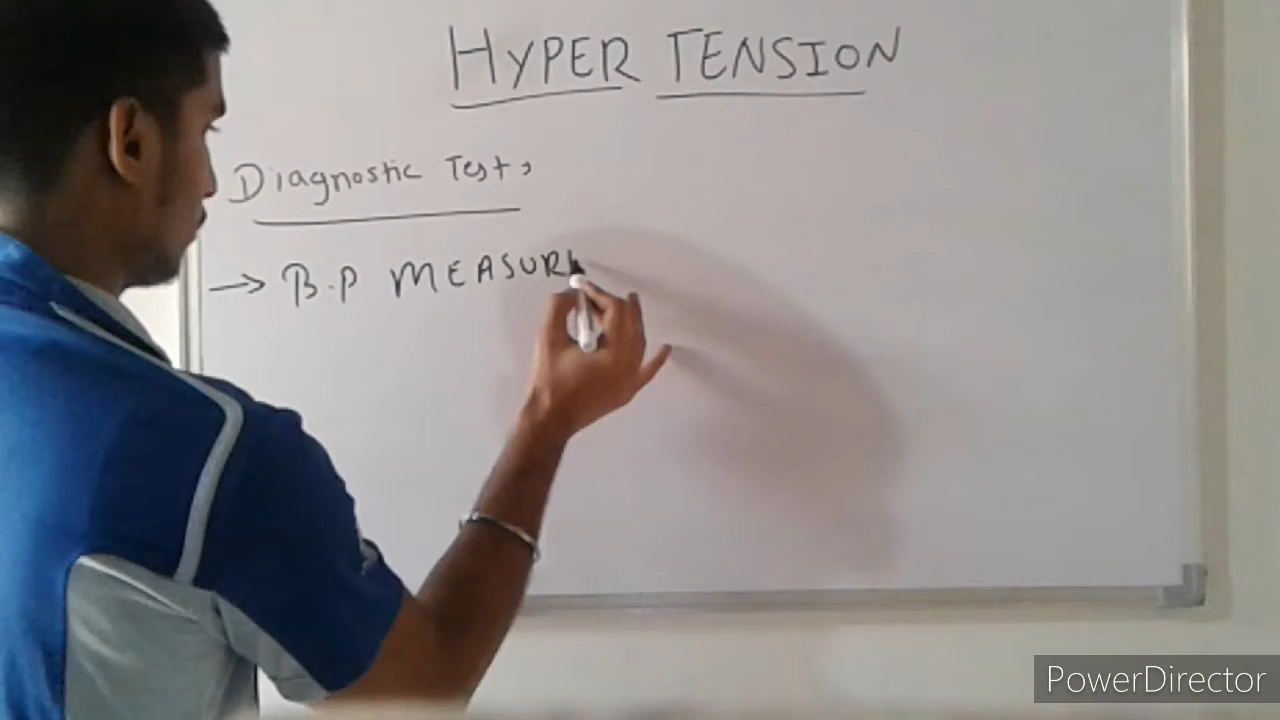 HYPER TENSION
Diagnostic Test,
→ B.P MEASUR
PowerDirector